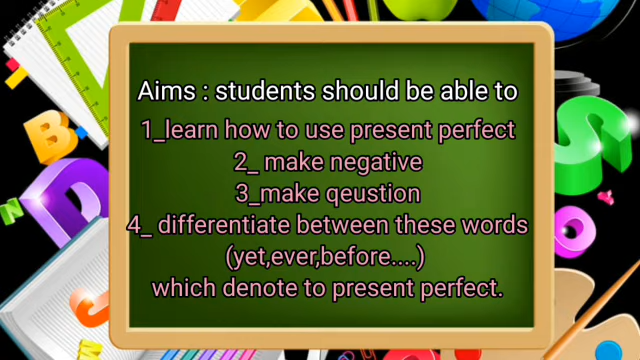 Aims : students should be able to
1_learn how to use present perfect
2_ make negative
3_make qeustion
4_ differentiate between these words
(yet,ever,before....)
which denote to present perfect.